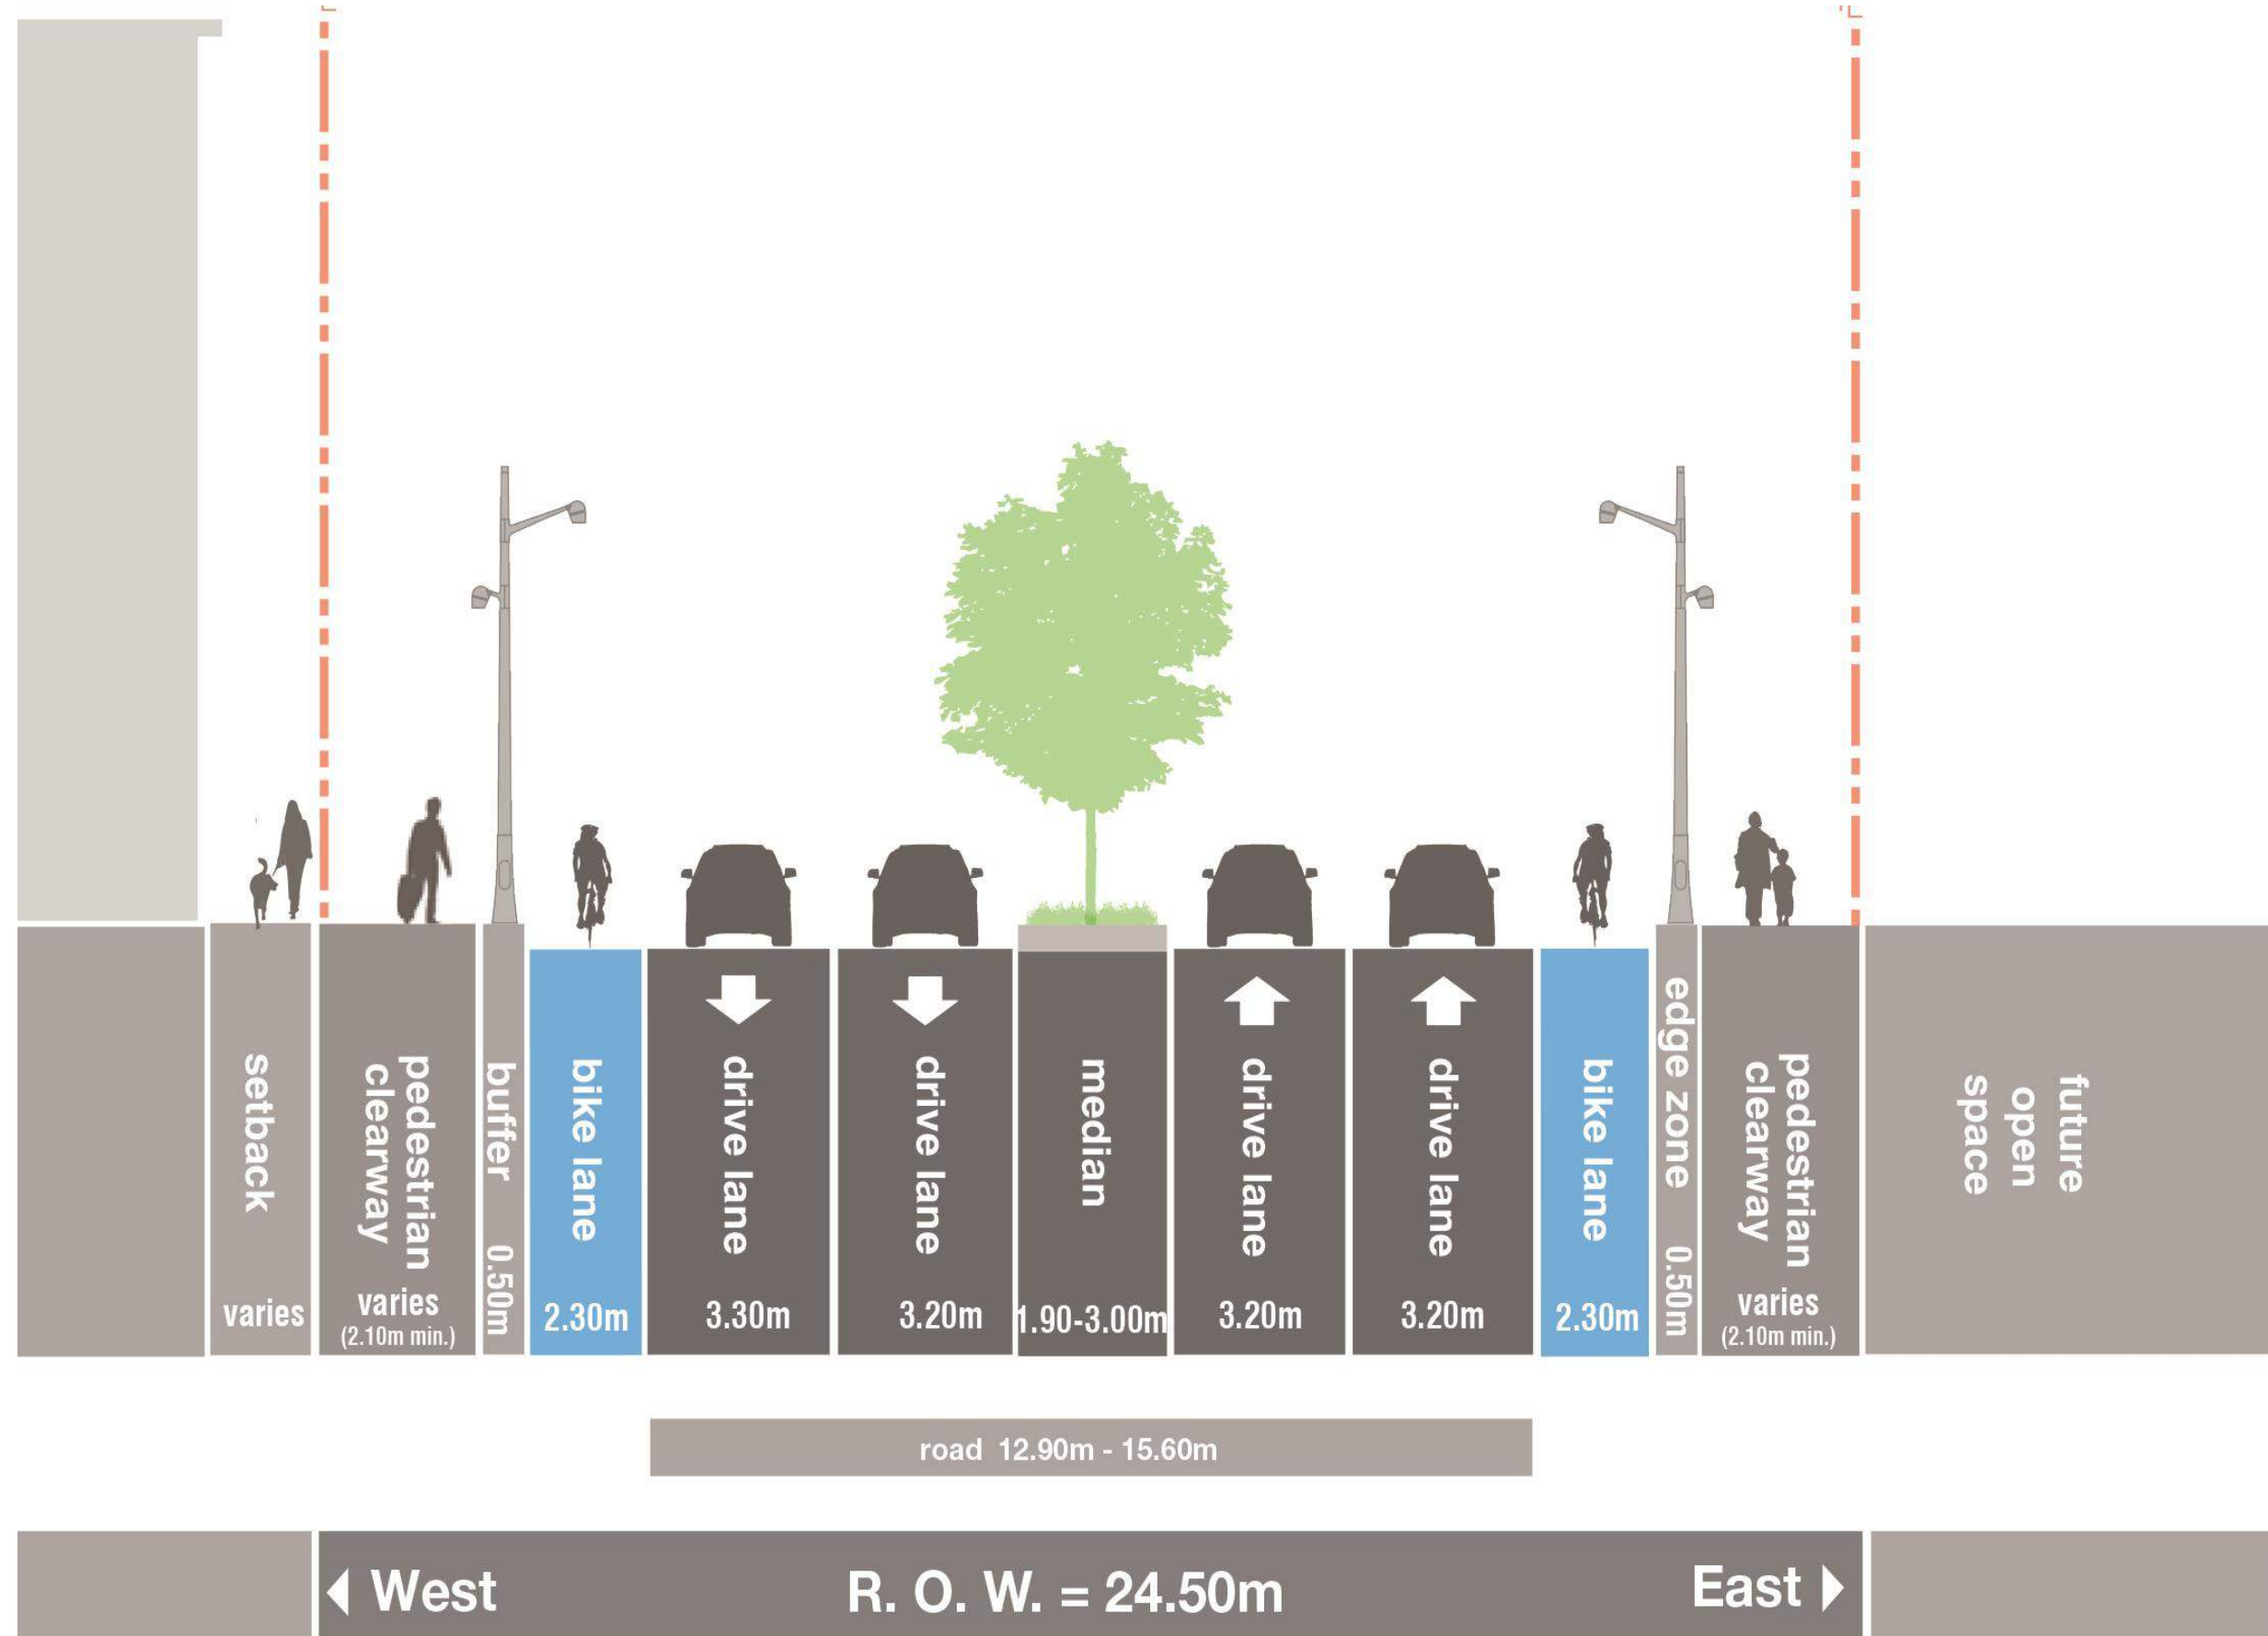 setback
varies
pedestrian
clearway
varies
(2.10m min.)
buffer 0.50m
bike lane
2.30m
drive lane
3.30m
drive lane
3.20m
median
1.90-3.00m
drive lane
3.20m
drive lane
3.20m
bike lane
2.30m
edge zone 0.50m
pedestrian
clearway
varies
(2.10m min.)
future
open
space
road 12.90m - 15.60m
West
R. O. W. = 24.50m
East